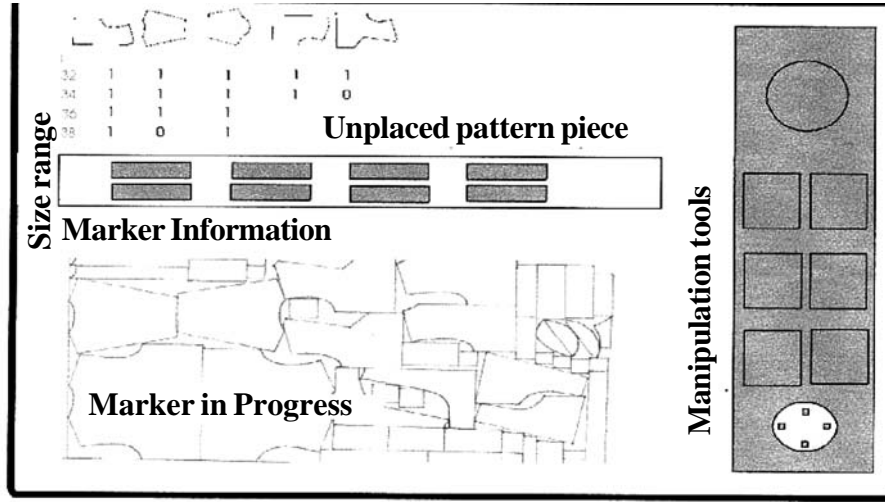 32 1 1 1 1 1
34 1 1 1 1 0
36 1 1 1
38 1 0 1
Unplaced pattern piece
Size range
Marker Information
Marker in Progress
Manipulation tools